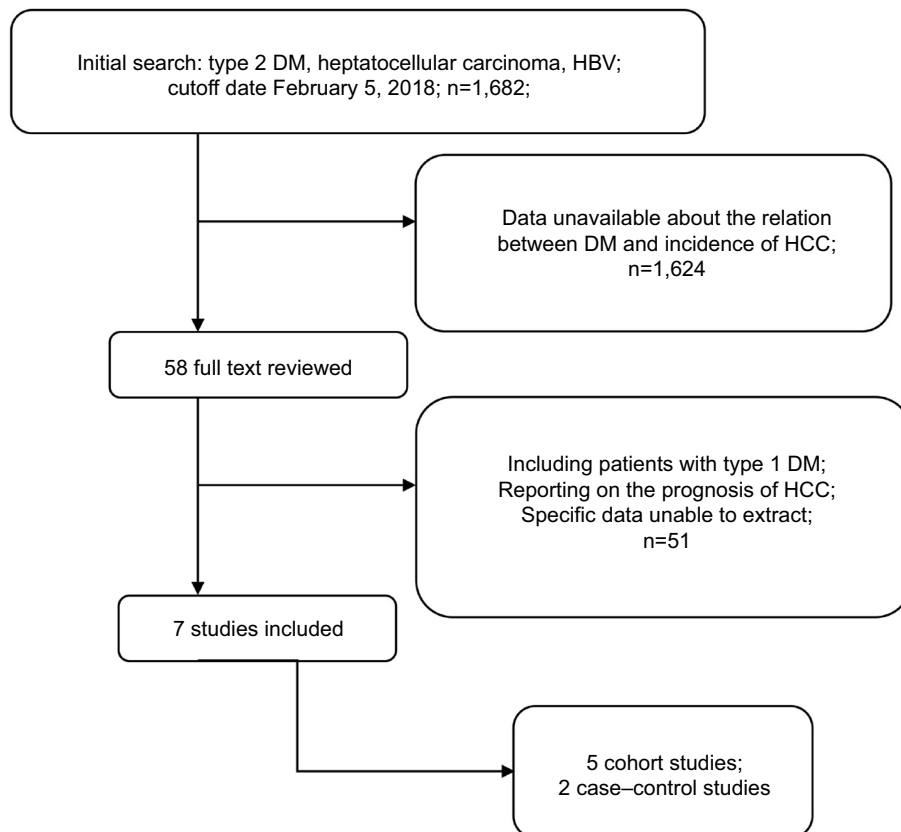 Initial search: type 2 DM, heptatocellular carcinoma, HBV;
cutoff date February 5, 2018; n=1,682;
Data unavailable about the relation
between DM and incidence of HCC;
n=1,624
58 full text reviewed
Including patients with type 1 DM;
Reporting on the prognosis of HCC;
Specific data unable to extract;
n=51
7 studies included
5 cohort studies;
2 case–control studies